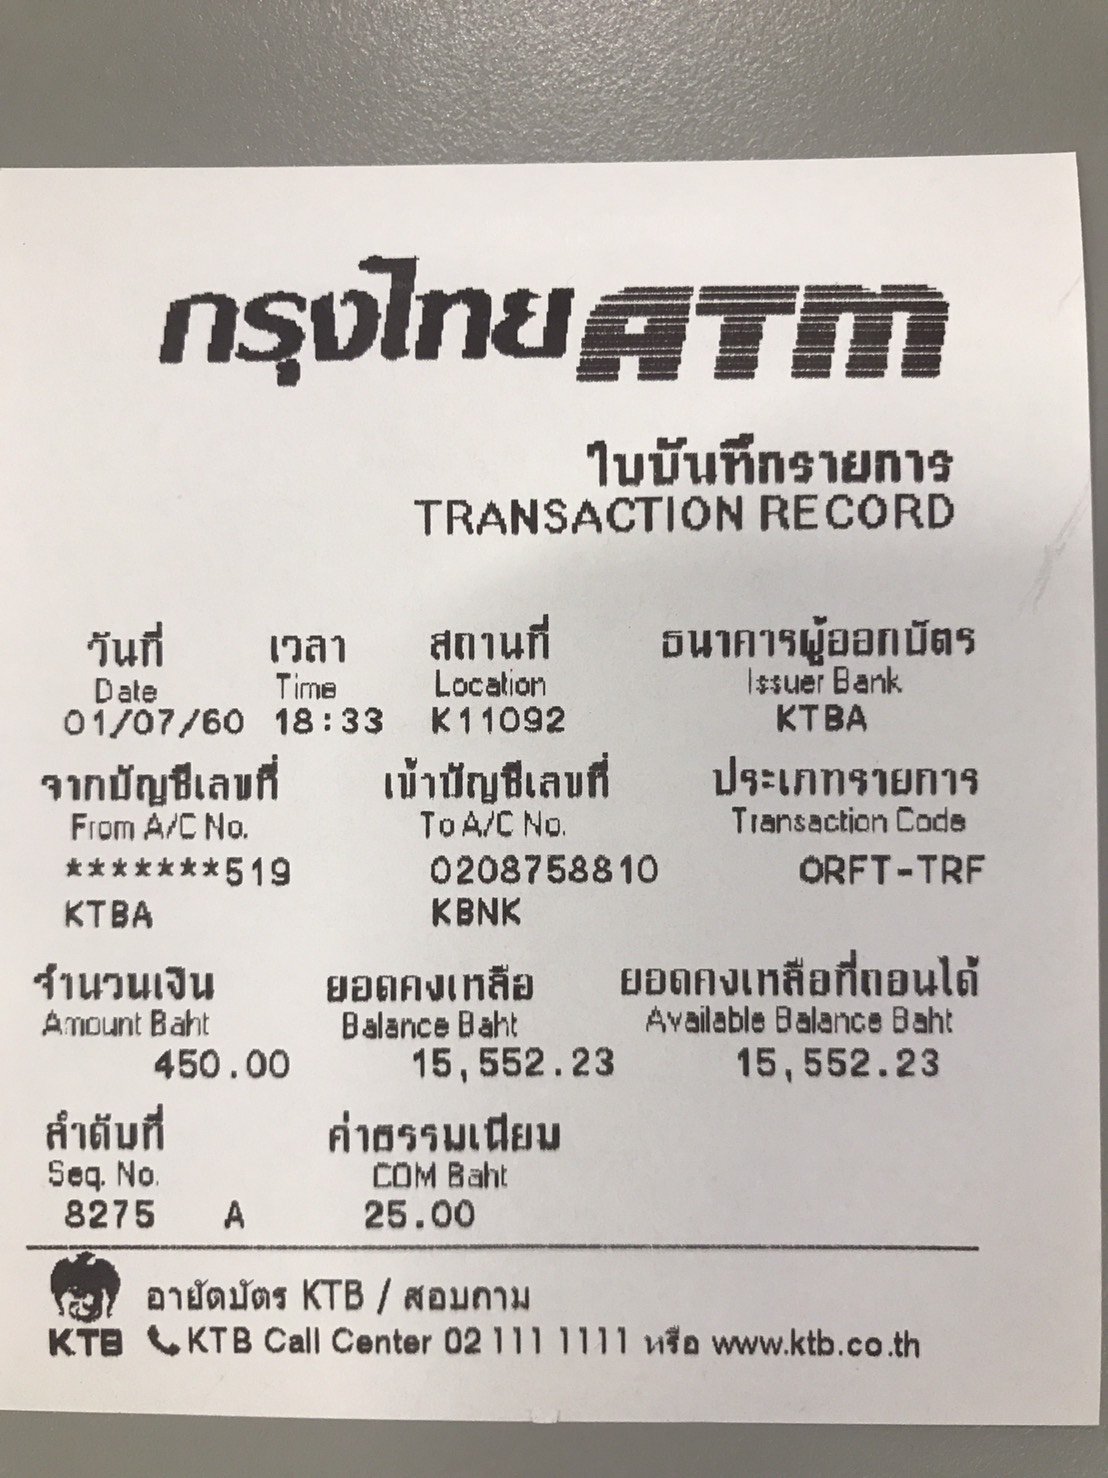 กรุงไทย ATM
ใบบันทึกรายการ
TRANSACTION RECORD
วันที่ เวลา สถานที่ ธนาคารผู้ออกบัตร
Date Time Location Issuer Bank
01/07/60 18:33 K11092 KTBA
จากบัญชีเลขที่ เข้าบัญชีเลขที่ ประเภทรายการ
From A/C No. To A/C No. Transaction Code
*******519 0208758810 ORFT-TRF
KTBA KBNK
จำนวนเงิน ยอดคงเหลือ ยอดคงเหลือที่ถอนได้
Amount Baht Balance Baht Available Balance Baht
450.00 15,552.23 15,552.23
ลำดับที่ ค่าธรรมเนียม
Seq. No. COM Baht
8275 A 25.00
อายัดบัตร KTB / สอบถาม
KTB KTB Call Center 02 111 1111 หรือ www.ktb.co.th